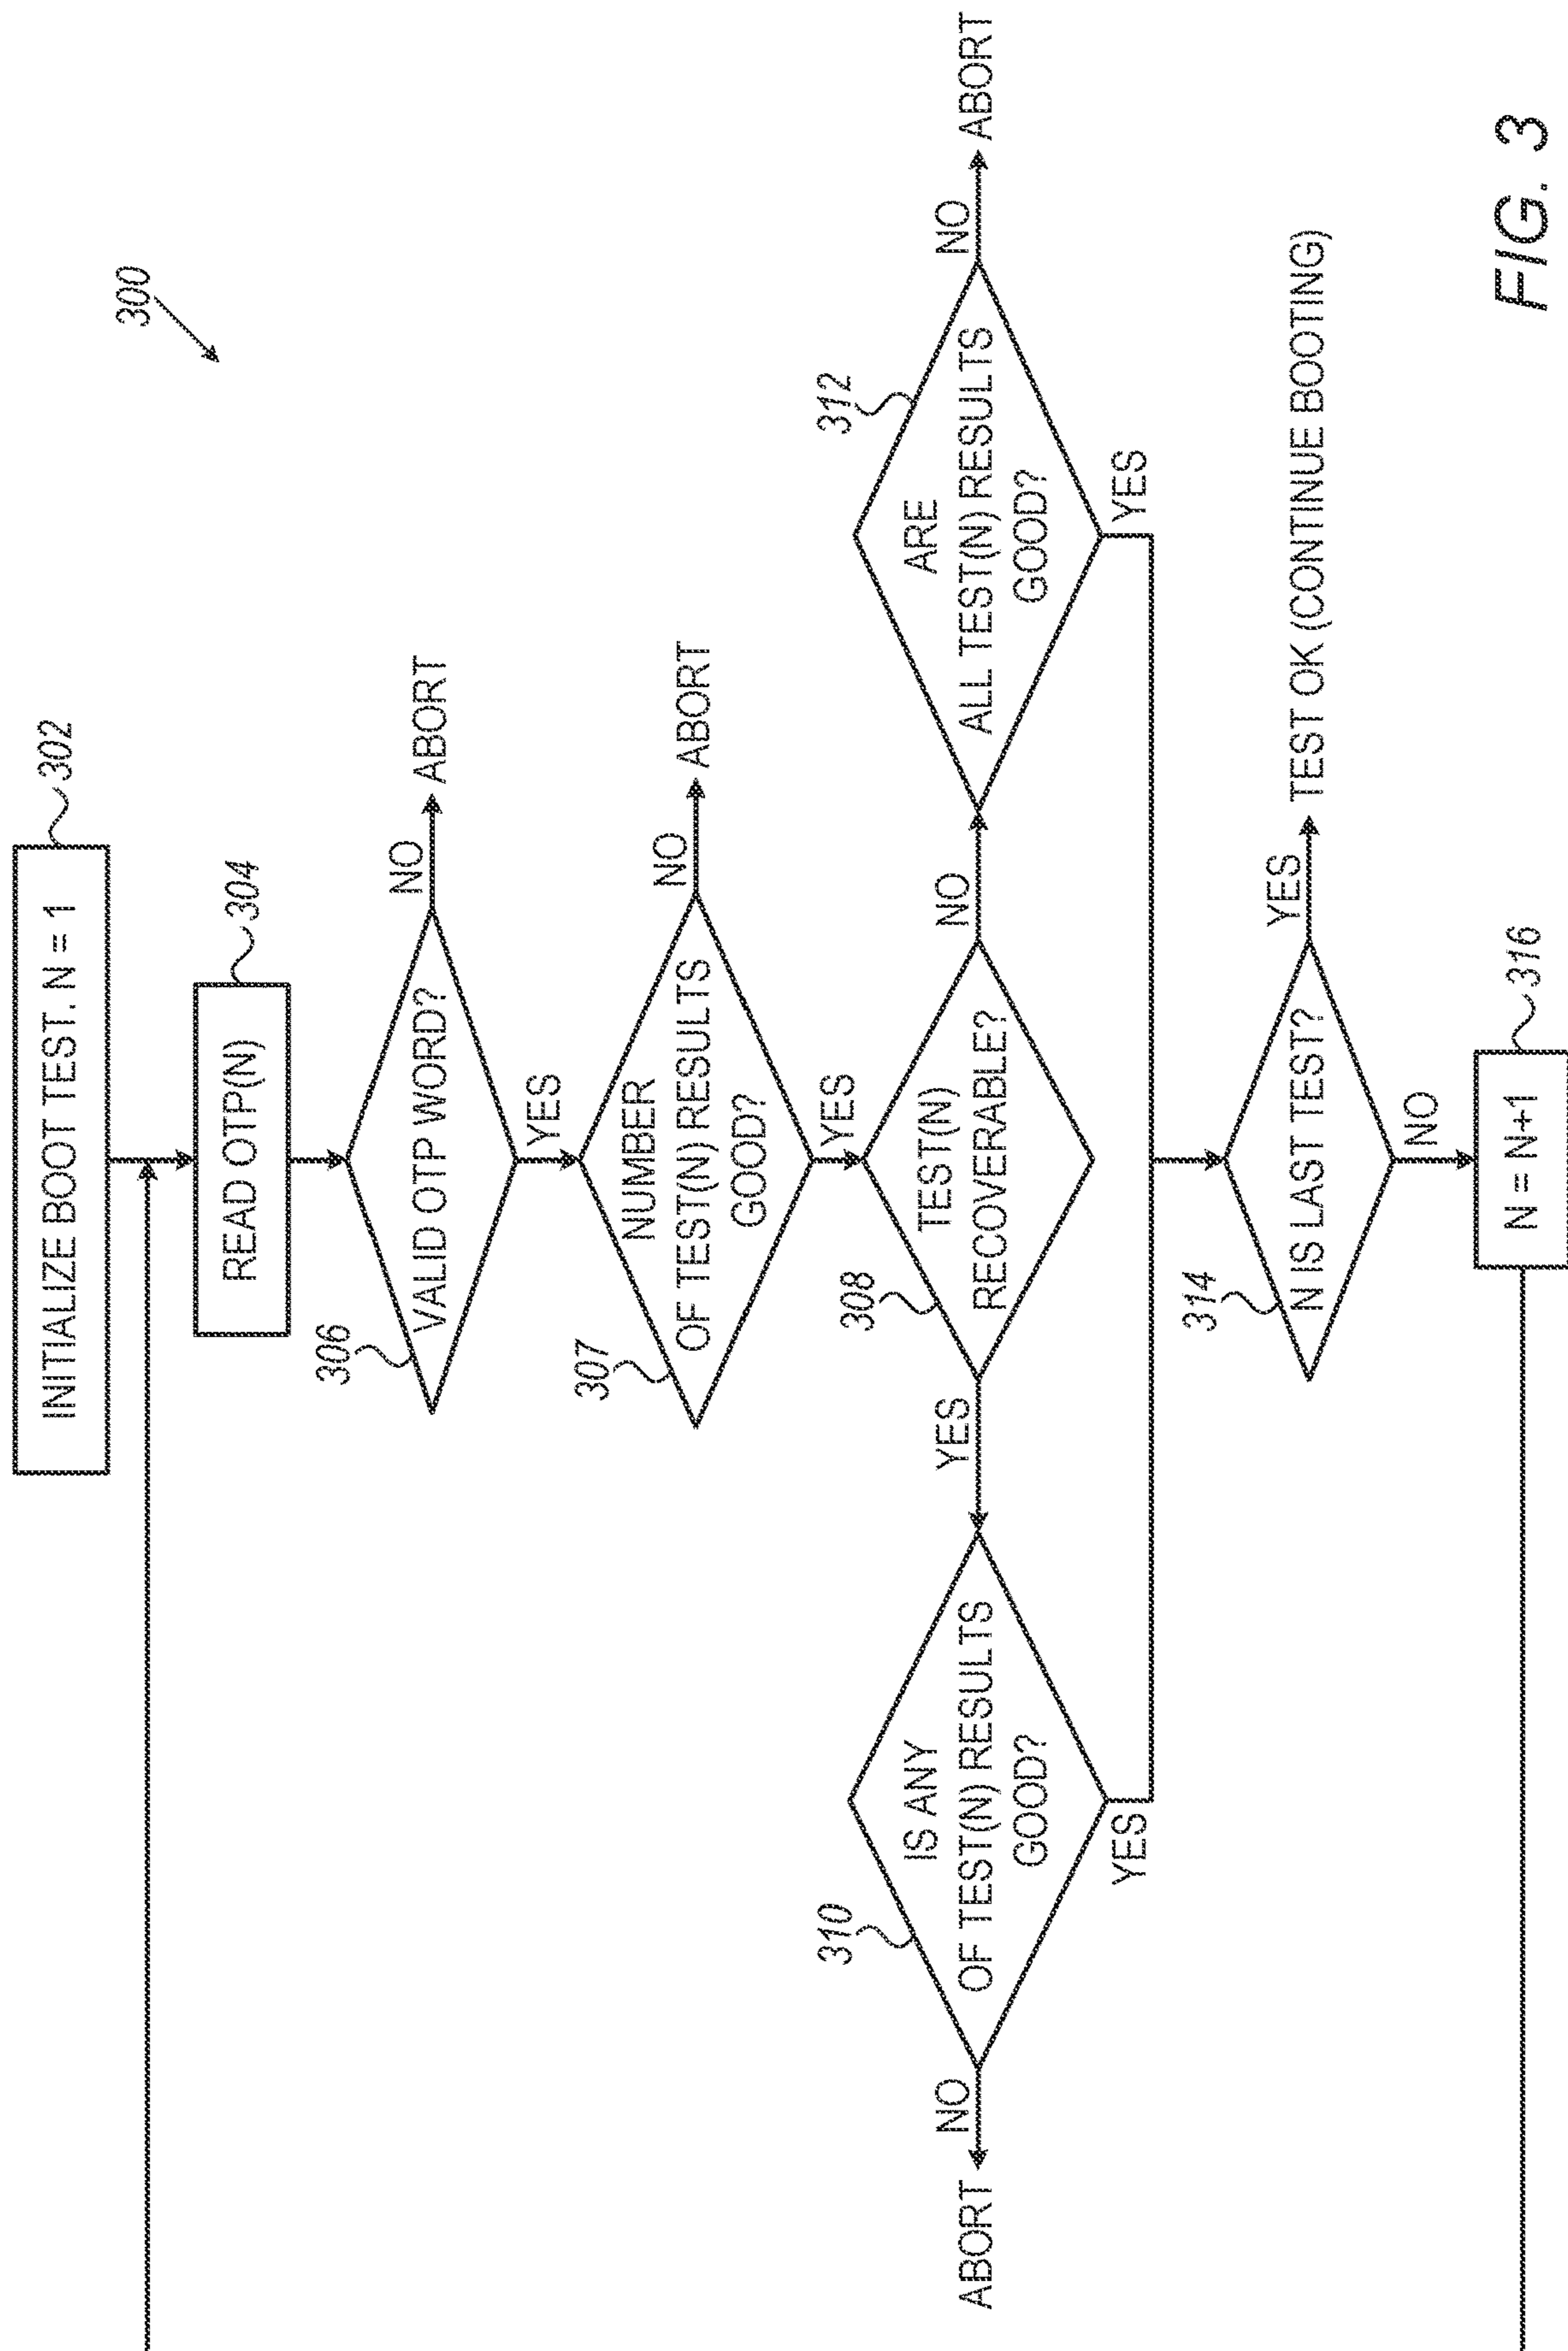 300
INITIALIZE BOOT TEST. N = 1
302
READ OTP(N)
304
306
VALID OTP WORD?
NO
ABORT
YES
307
NUMBER
OF TEST(N) RESULTS
GOOD?
NO
ABORT
YES
308
TEST(N)
RECOVERABLE?
YES
NO
310
IS ANY
OF TEST(N) RESULTS
GOOD?
NO
ABORT
YES
312
ARE
ALL TEST(N) RESULTS
GOOD?
NO
ABORT
YES
314
N IS LAST TEST?
YES
TEST OK (CONTINUE BOOTING)
NO
N = N+1
316
FIG. 3